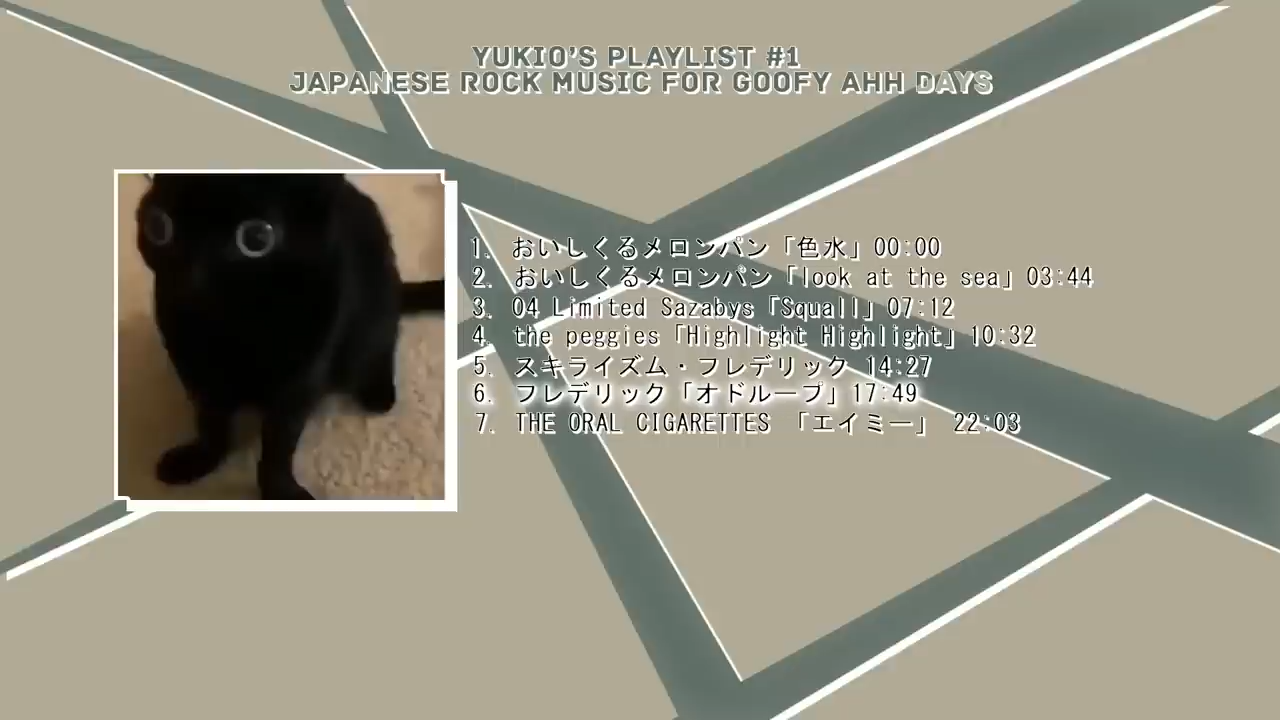 YUKIO'S PLAYLIST #1
JAPANESE ROCK MUSIC FOR GOOFY AHH DAYS
1. おいしくるメロンパン「色水」00:00
2. おいしくるメロンパン「look at the sea」03:44
3. 04 Limited Sazabys「Squall」07:12
4. the peggies「Highlight Highlight」10:32
5. スキライズム・フレデリック 14:27
6. フレデリック「オドループ」17:49
7. THE ORAL CIGARETTES 「エイミー」 22:03